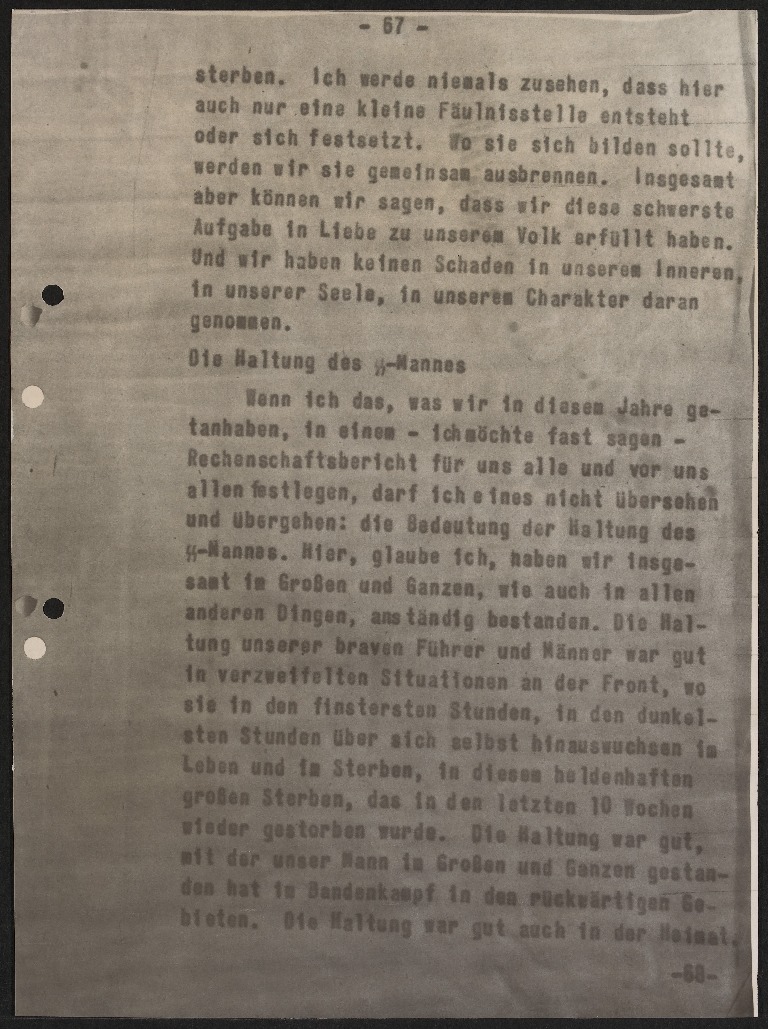 - 67 -
sterben. Ich werde niemals zusehen, dass hier
auch nur eine kleine Fäulnisstelle entsteht
oder sich festsetzt. Wo sie sich bilden sollte,
werden wir sie gemeinsam ausbrennen. Insgesamt
aber können wir sagen, dass wir diese schwerste
Aufgabe in Liebe zu unserem Volk erfüllt haben.
Und wir haben keinen Schaden in unserem Inneren,
in unserer Seele, in unserem Charakter daran
genommen.
Die Haltung des ᛋᛋ-Mannes
Wenn ich das, was wir in diesem Jahre ge-
tanhaben, in einem - ichmöchte fast sagen -
Rechenschaftsbericht für uns alle und vor uns
allen festlegen, darf ich eines nicht übersehen
und übergehen: die Bedeutung der Haltung des
ᛋᛋ-Mannes. Hier, glaube ich, haben wir insge-
samt im Großen und Ganzen, wie auch in allen
anderen Dingen, anständig bestanden. Die Hal-
tung unserer braven Führer und Männer war gut
in verzweifelten Situationen an der Front, wo
sie in den finstersten Stunden, in den dunkel-
sten Stunden über sich selbst hinauswuchsen im
Leben und im Sterben, in diesem heldenhaften
großen Sterben, das in den letzten 10 Wochen
wieder gestorben wurde. Die Haltung war gut,
mit der unser Mann im Großen und Ganzen gestan-
den hat im Bandenkampf in den rückwärtigen Ge-
bieten. Die Haltung war gut auch in der Heimat.
-68-